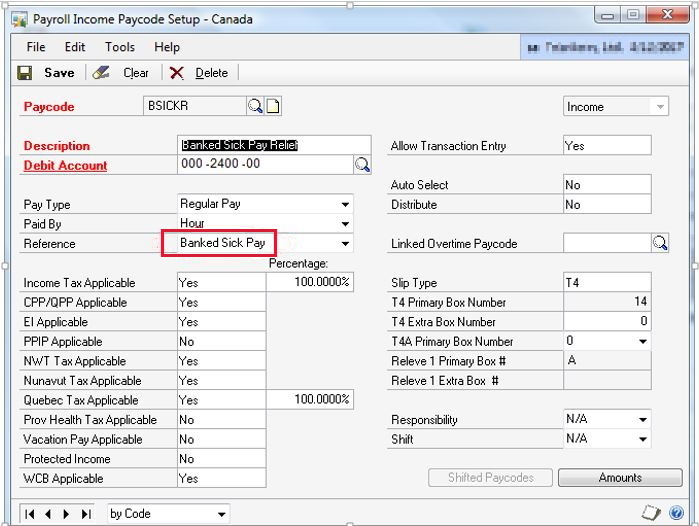 Payroll Income Paycode Setup - Canada
File Edit Tools Help
Save Clear Delete
Paycode BSICKR Income
Description Banked Sick Pay Relief Allow Transaction Entry Yes
Debit Account 000 -2400 -00
Auto Select No
Pay Type Regular Pay Distribute No
Paid By Hour
Reference Banked Sick Pay Linked Overtime Paycode
Percentage:
Income Tax Applicable Yes 100.0000% Slip Type T4
CPP/QPP Applicable Yes T4 Primary Box Number 14
EI Applicable Yes T4 Extra Box Number 0
PPIP Applicable No T4A Primary Box Number 0
NWT Tax Applicable Yes Releve 1 Primary Box # A
Nunavut Tax Applicable Yes Releve 1 Extra Box #
Quebec Tax Applicable Yes 100.0000%
Prov Health Tax Applicable No Responsibility N/A
Vacation Pay Applicable No Shift N/A
Protected Income No
WCB Applicable Yes Shifted Paycodes Amounts
by Code